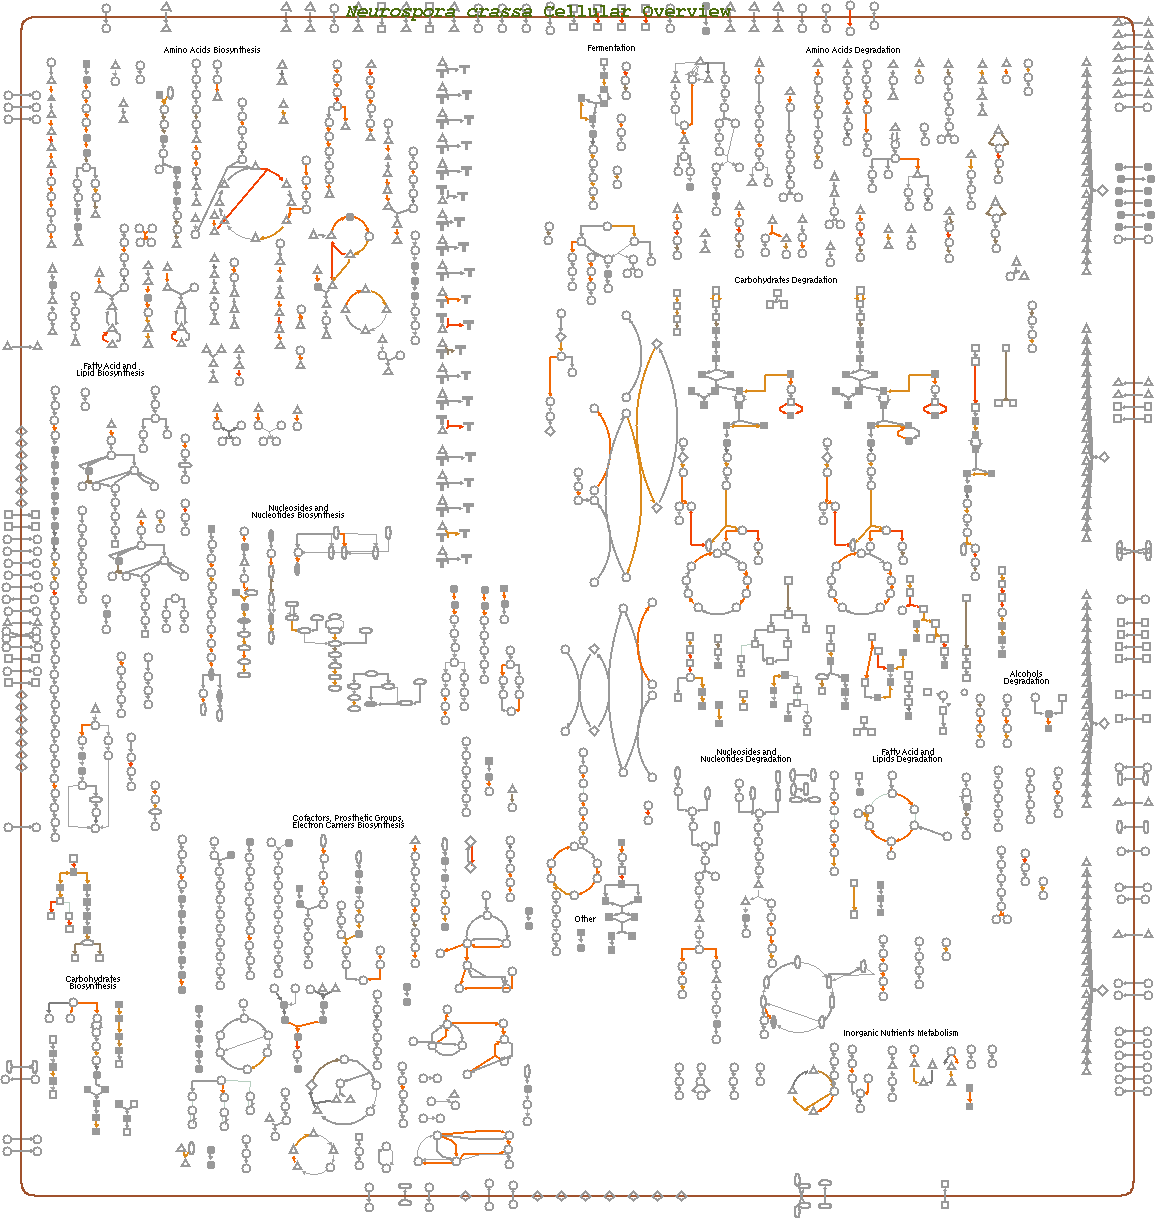 Neurospora crassa Cellular Overview
Amino Acids Biosynthesis
Fermentation
Amino Acids Degradation
Carbohydrates Degradation
Fatty Acid and
Lipid Biosynthesis
Nucleosides and
Nucleotides Biosynthesis
Alcohols
Degradation
Nucleosides and
Nucleotides Degradation
Fatty Acid and
Lipids Degradation
Cofactors, Prosthetic Groups,
Electron Carriers Biosynthesis
Other
Carbohydrates
Biosynthesis
Inorganic Nutrients Metabolism